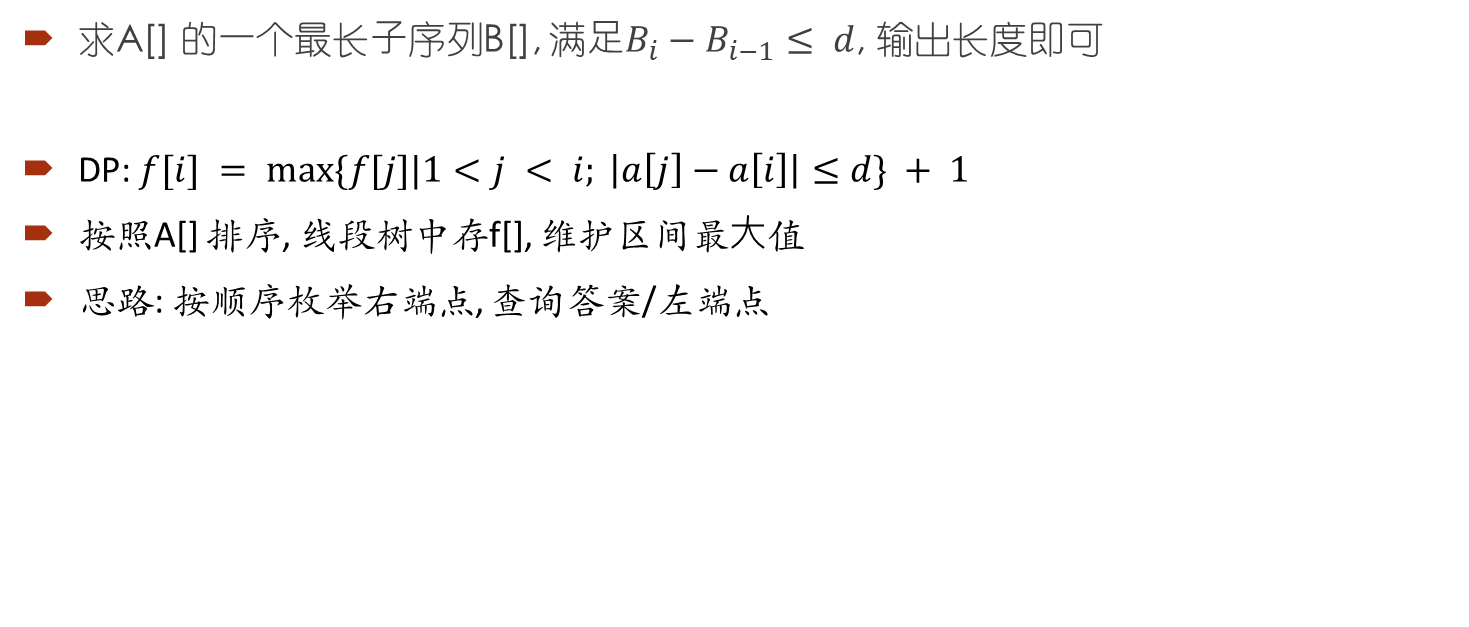 求A[] 的一个最长子序列B[], 满足Bᵢ − Bᵢ₋₁ ≤ d, 输出长度即可
DP: f[i] = max{f[j]|1 < j < i; |a[j] − a[i]| ≤ d} + 1
按照A[] 排序, 线段树中存f[], 维护区间最大值
思路: 按顺序枚举右端点, 查询答案/左端点